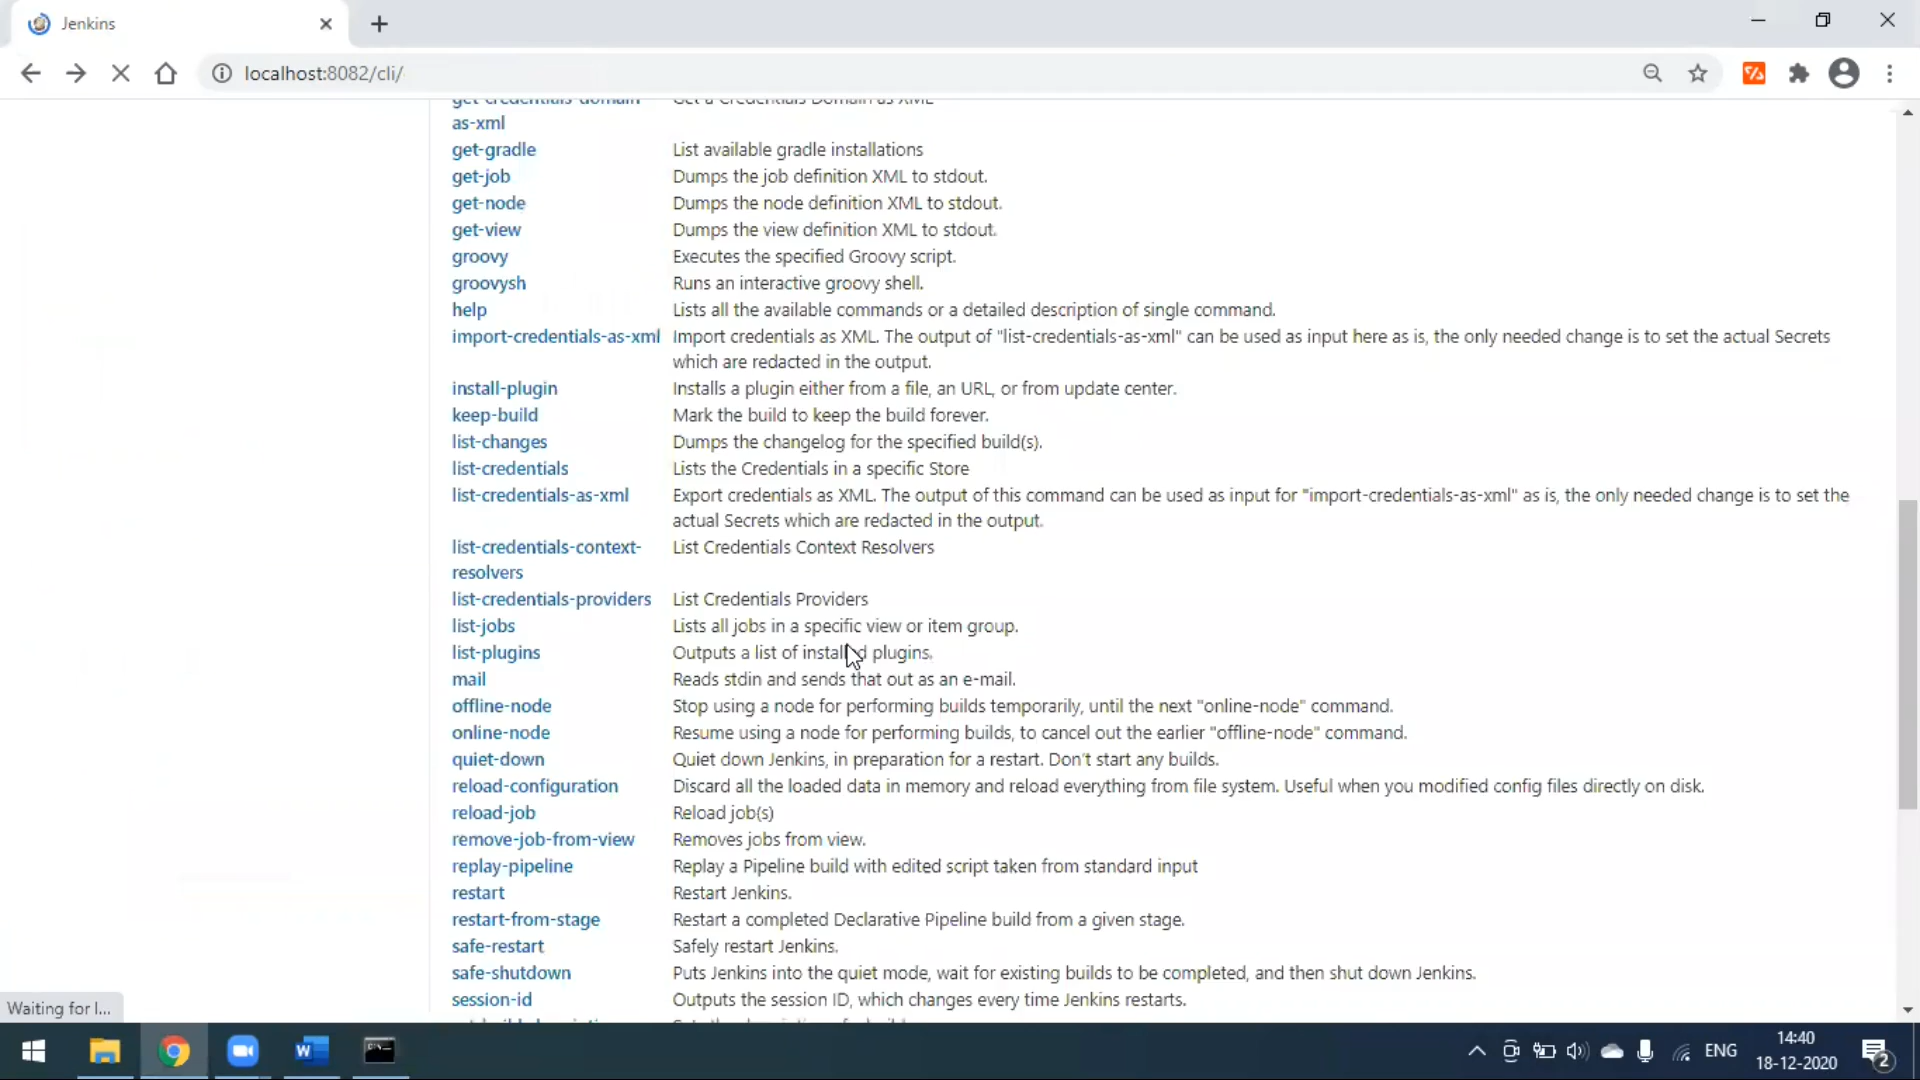 Jenkins
localhost:8082/cli/
get-credentials-domain- Get a Credentials Domain as XML
as-xml
get-gradle List available gradle installations
get-job Dumps the job definition XML to stdout.
get-node Dumps the node definition XML to stdout.
get-view Dumps the view definition XML to stdout.
groovy Executes the specified Groovy script.
groovysh Runs an interactive groovy shell.
help Lists all the available commands or a detailed description of single command.
import-credentials-as-xml Import credentials as XML. The output of "list-credentials-as-xml" can be used as input here as is, the only needed change is to set the actual Secrets
which are redacted in the output.
install-plugin Installs a plugin either from a file, an URL, or from update center.
keep-build Mark the build to keep the build forever.
list-changes Dumps the changelog for the specified build(s).
list-credentials Lists the Credentials in a specific Store
list-credentials-as-xml Export credentials as XML. The output of this command can be used as input for "import-credentials-as-xml" as is, the only needed change is to set the
actual Secrets which are redacted in the output.
list-credentials-context- List Credentials Context Resolvers
resolvers
list-credentials-providers List Credentials Providers
list-jobs Lists all jobs in a specific view or item group.
list-plugins Outputs a list of installed plugins.
mail Reads stdin and sends that out as an e-mail.
offline-node Stop using a node for performing builds temporarily, until the next "online-node" command.
online-node Resume using a node for performing builds, to cancel out the earlier "offline-node" command.
quiet-down Quiet down Jenkins, in preparation for a restart. Don't start any builds.
reload-configuration Discard all the loaded data in memory and reload everything from file system. Useful when you modified config files directly on disk.
reload-job Reload job(s)
remove-job-from-view Removes jobs from view.
replay-pipeline Replay a Pipeline build with edited script taken from standard input
restart Restart Jenkins.
restart-from-stage Restart a completed Declarative Pipeline build from a given stage.
safe-restart Safely restart Jenkins.
safe-shutdown Puts Jenkins into the quiet mode, wait for existing builds to be completed, and then shut down Jenkins.
session-id Outputs the session ID, which changes every time Jenkins restarts.
Waiting for l...
ENG
14:40
18-12-2020
2